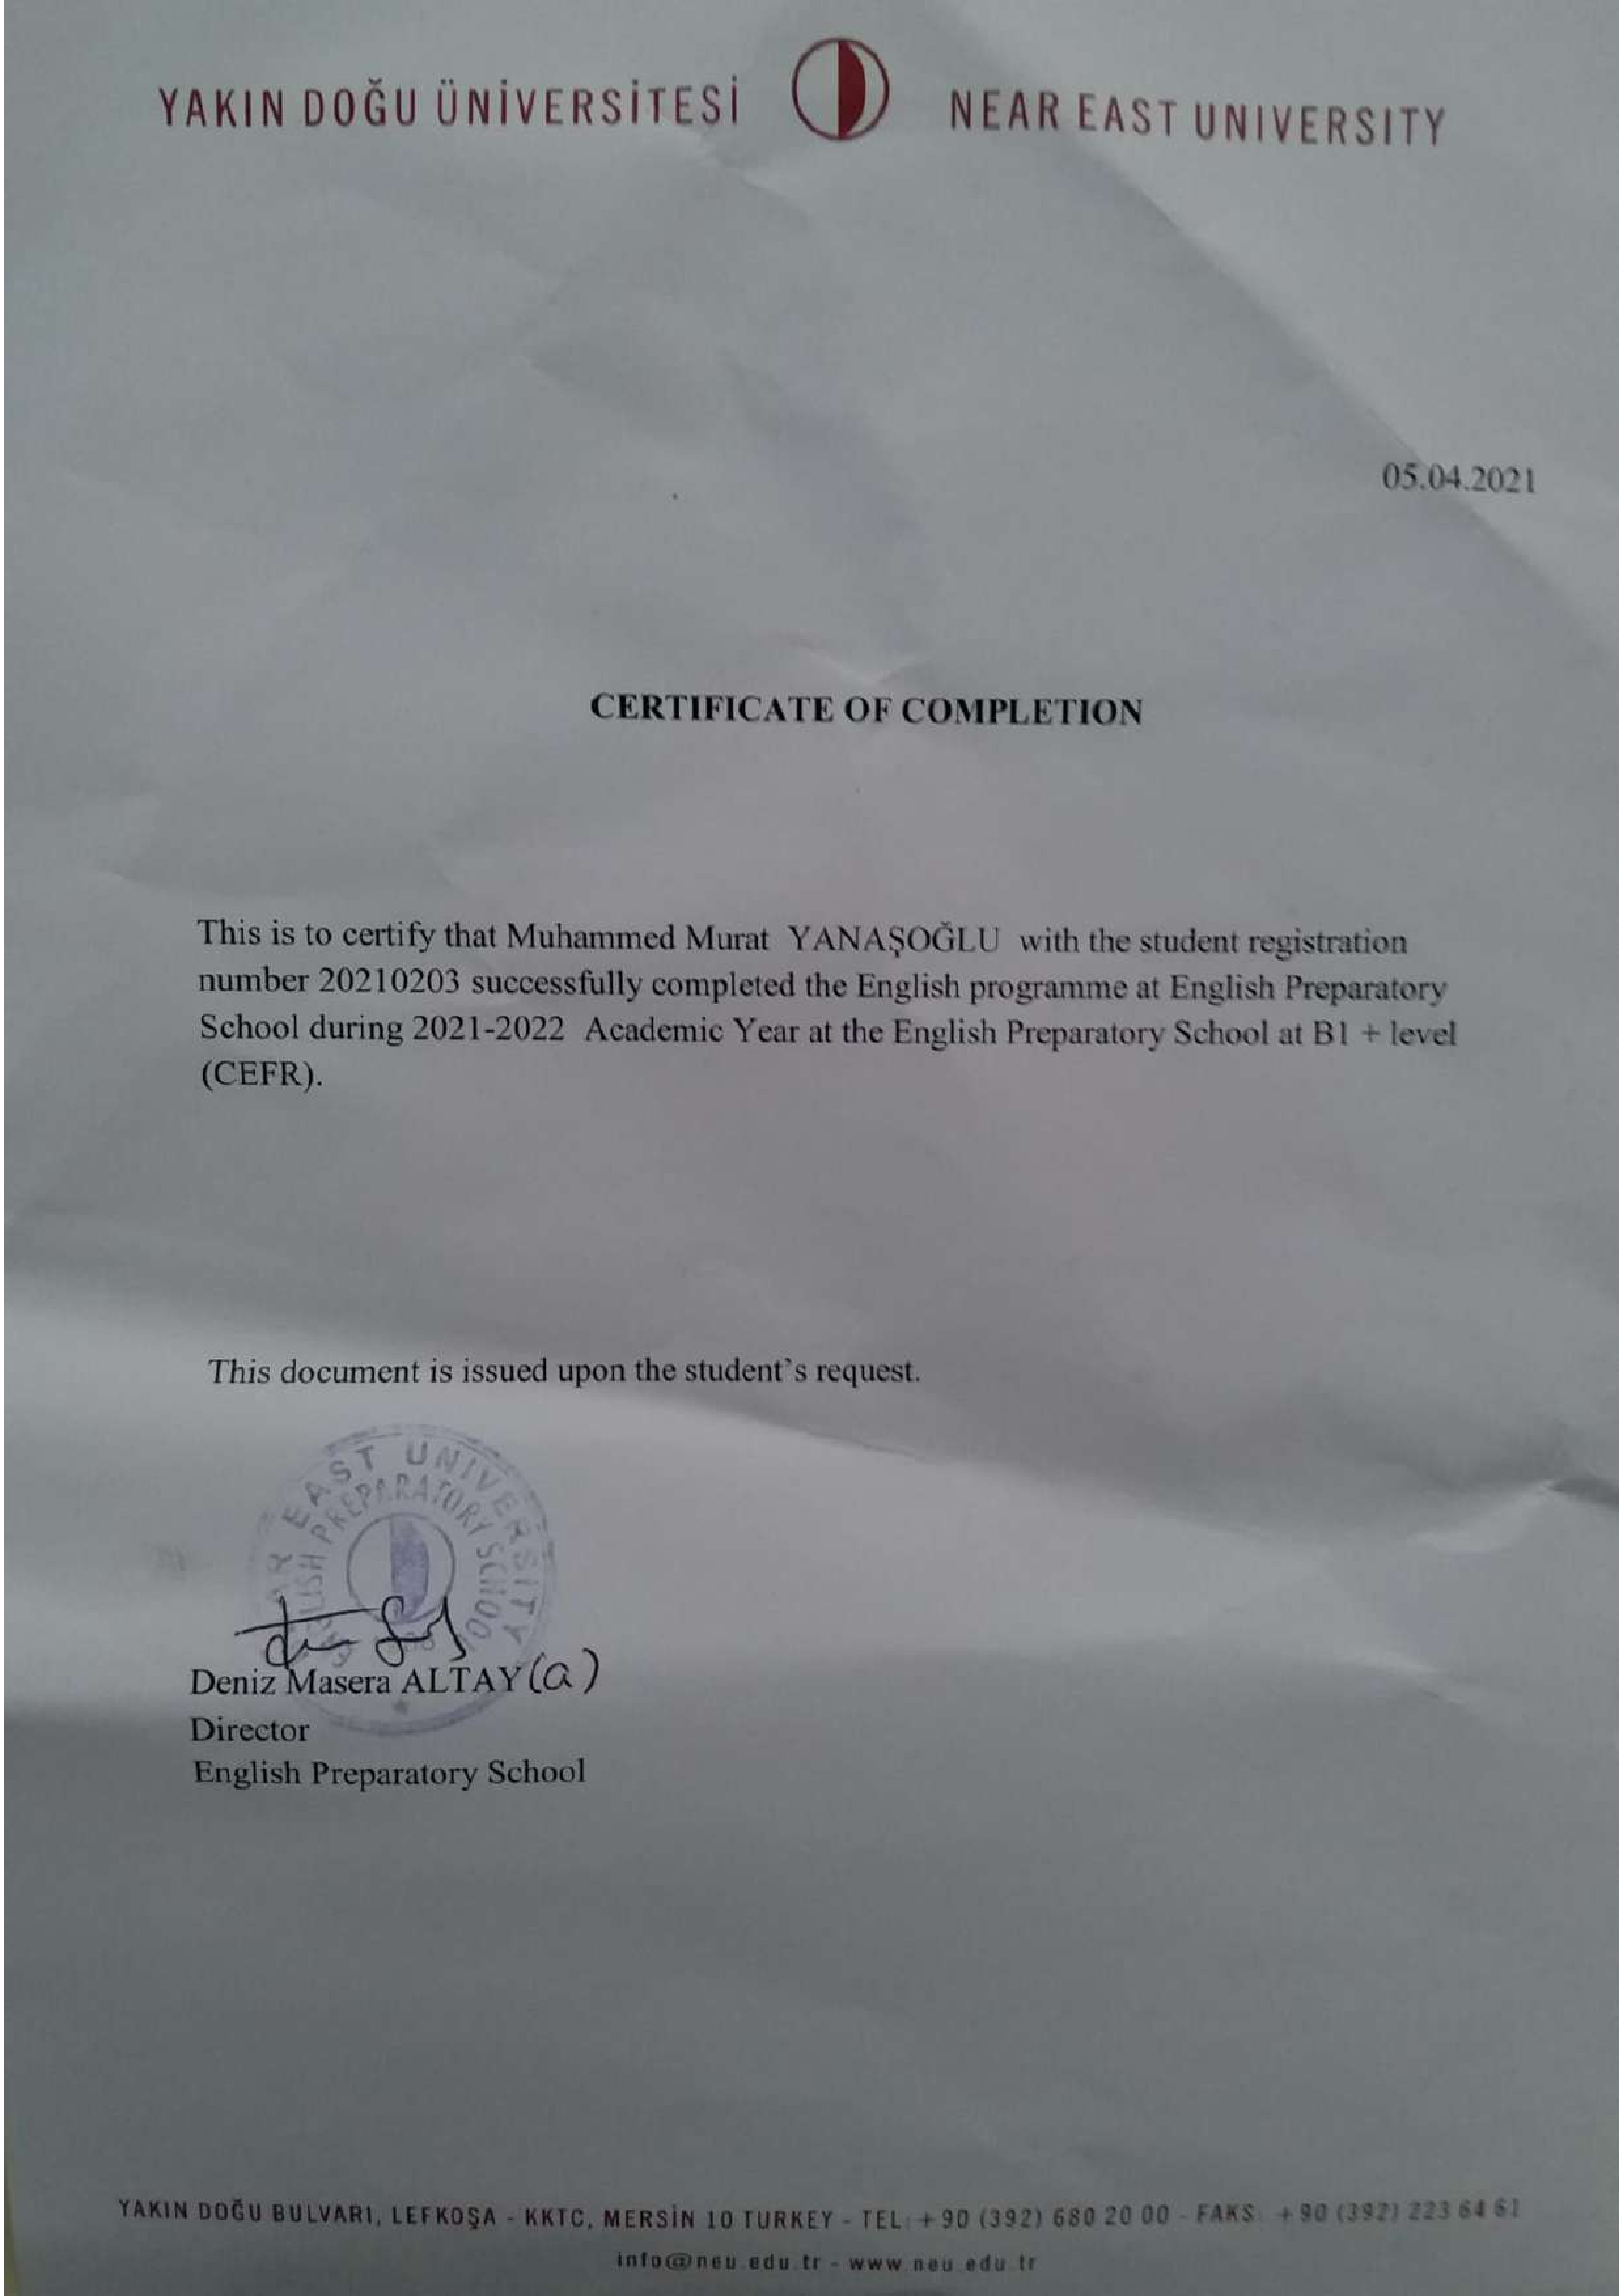 YAKIN DOĞU ÜNİVERSİTESİ NEAR EAST UNIVERSITY
05.04.2021
CERTIFICATE OF COMPLETION
This is to certify that Muhammed Murat YANAŞOĞLU with the student registration
number 20210203 successfully completed the English programme at English Preparatory
School during 2021-2022 Academic Year at the English Preparatory School at B1 + level
(CEFR).
This document is issued upon the student's request.
EAST UNIVERSITY
PREPARATORY SCHOOL
Deniz Masera ALTAY (a)
Director
English Preparatory School
YAKIN DOĞU BULVARI, LEFKOŞA - KKTC, MERSİN 10 TURKEY - TEL: +90 (392) 680 20 00 - FAKS: +90 (392) 223 64 61
info@neu.edu.tr - www.neu.edu.tr